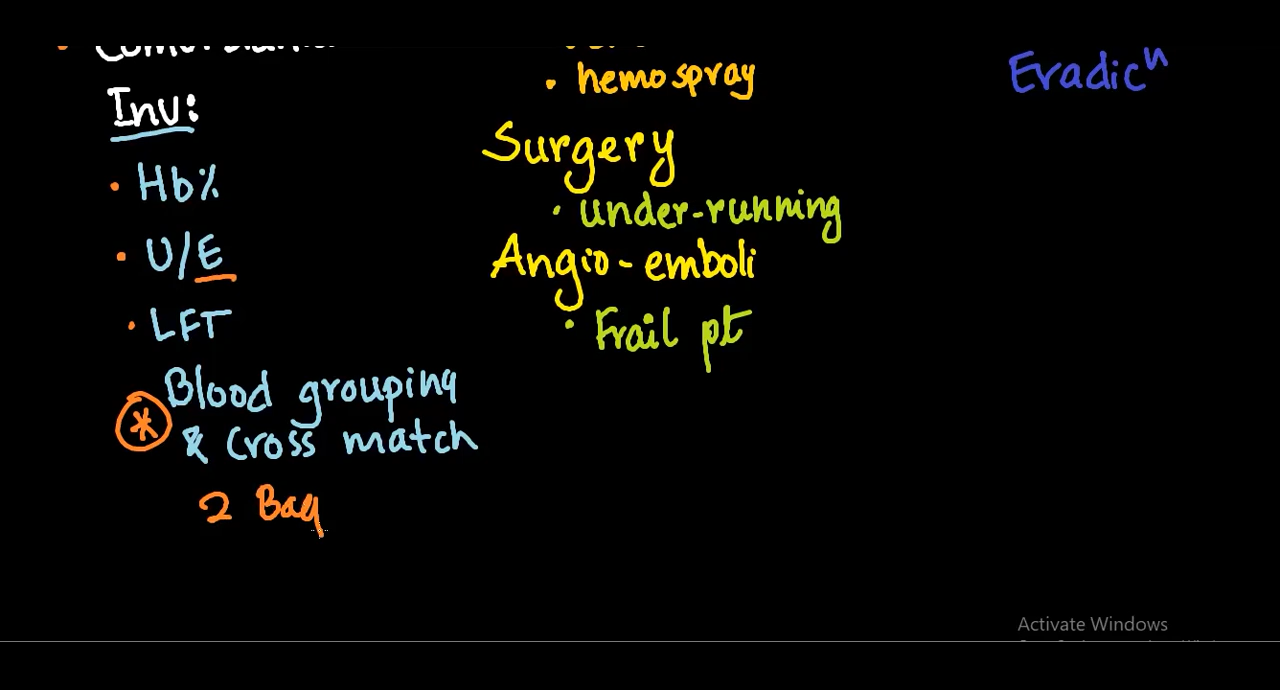 Inv:
• Hb%
• U/E
• LFT
Blood grouping
* & Cross match
2 Bag
• hemospray
Surgery
• under-running
Angio-emboli
• Frail pt
Eradicⁿ
Activate Windows